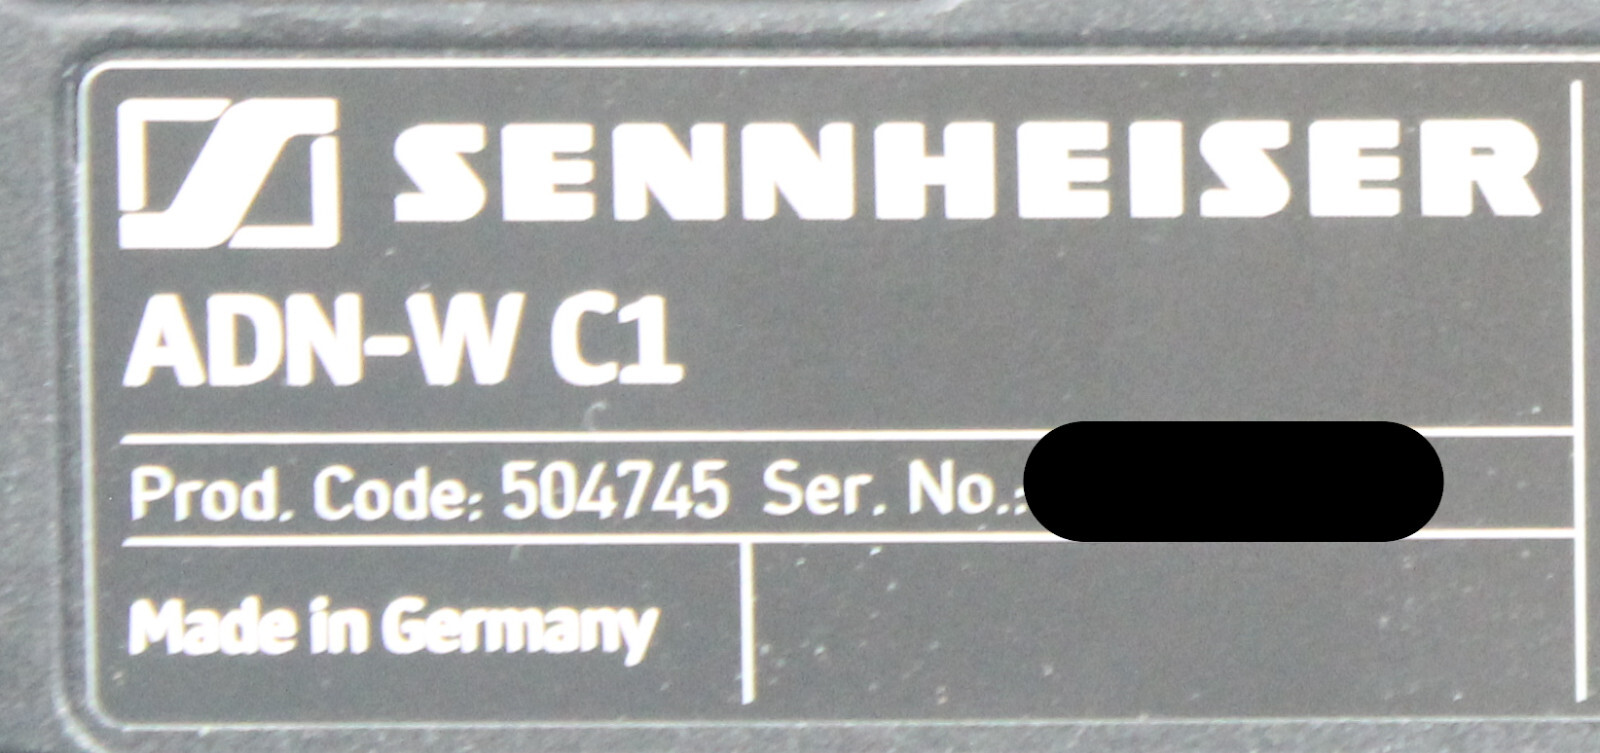 SENNHEISER
ADN-W C1
Prod. Code: 504745 Ser. No.:
Made in Germany